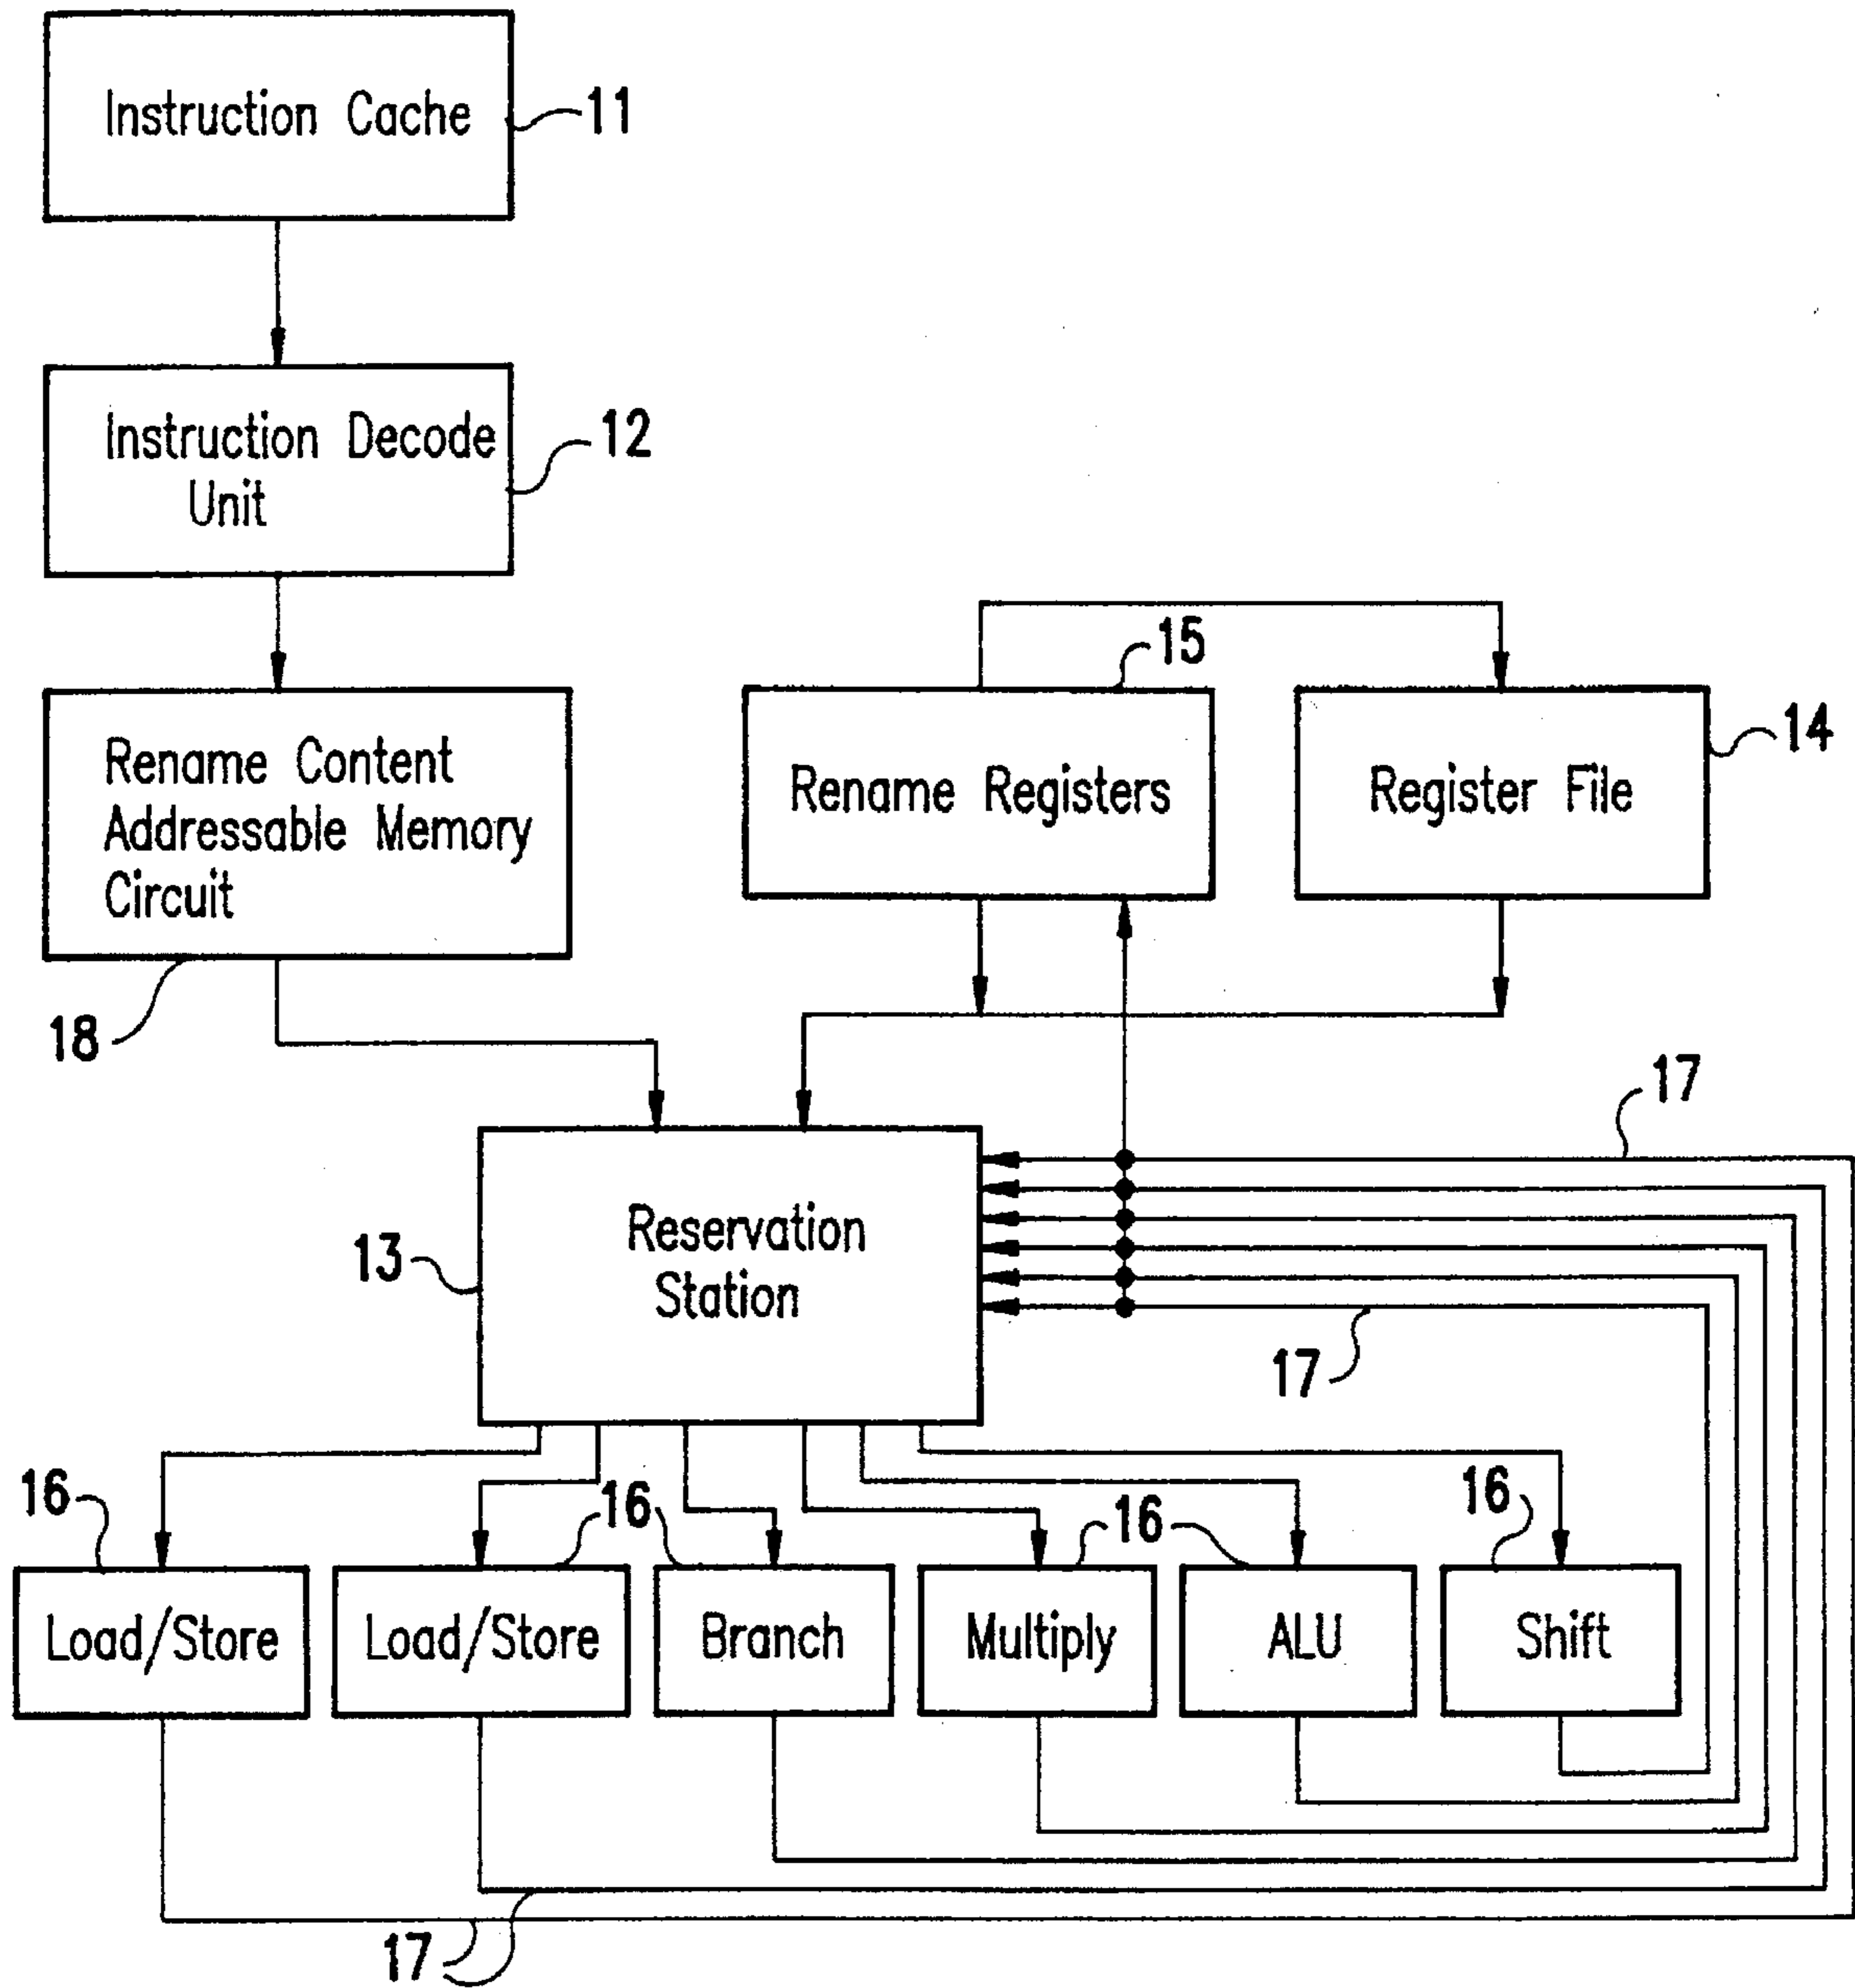 Instruction Cache
11
Instruction Decode
Unit
12
Rename Content
Addressable Memory
Circuit
18
15
Rename Registers
Register File
14
17
Reservation
Station
13
17
16
16
16
16
Load/Store
Load/Store
Branch
Multiply
ALU
Shift
17